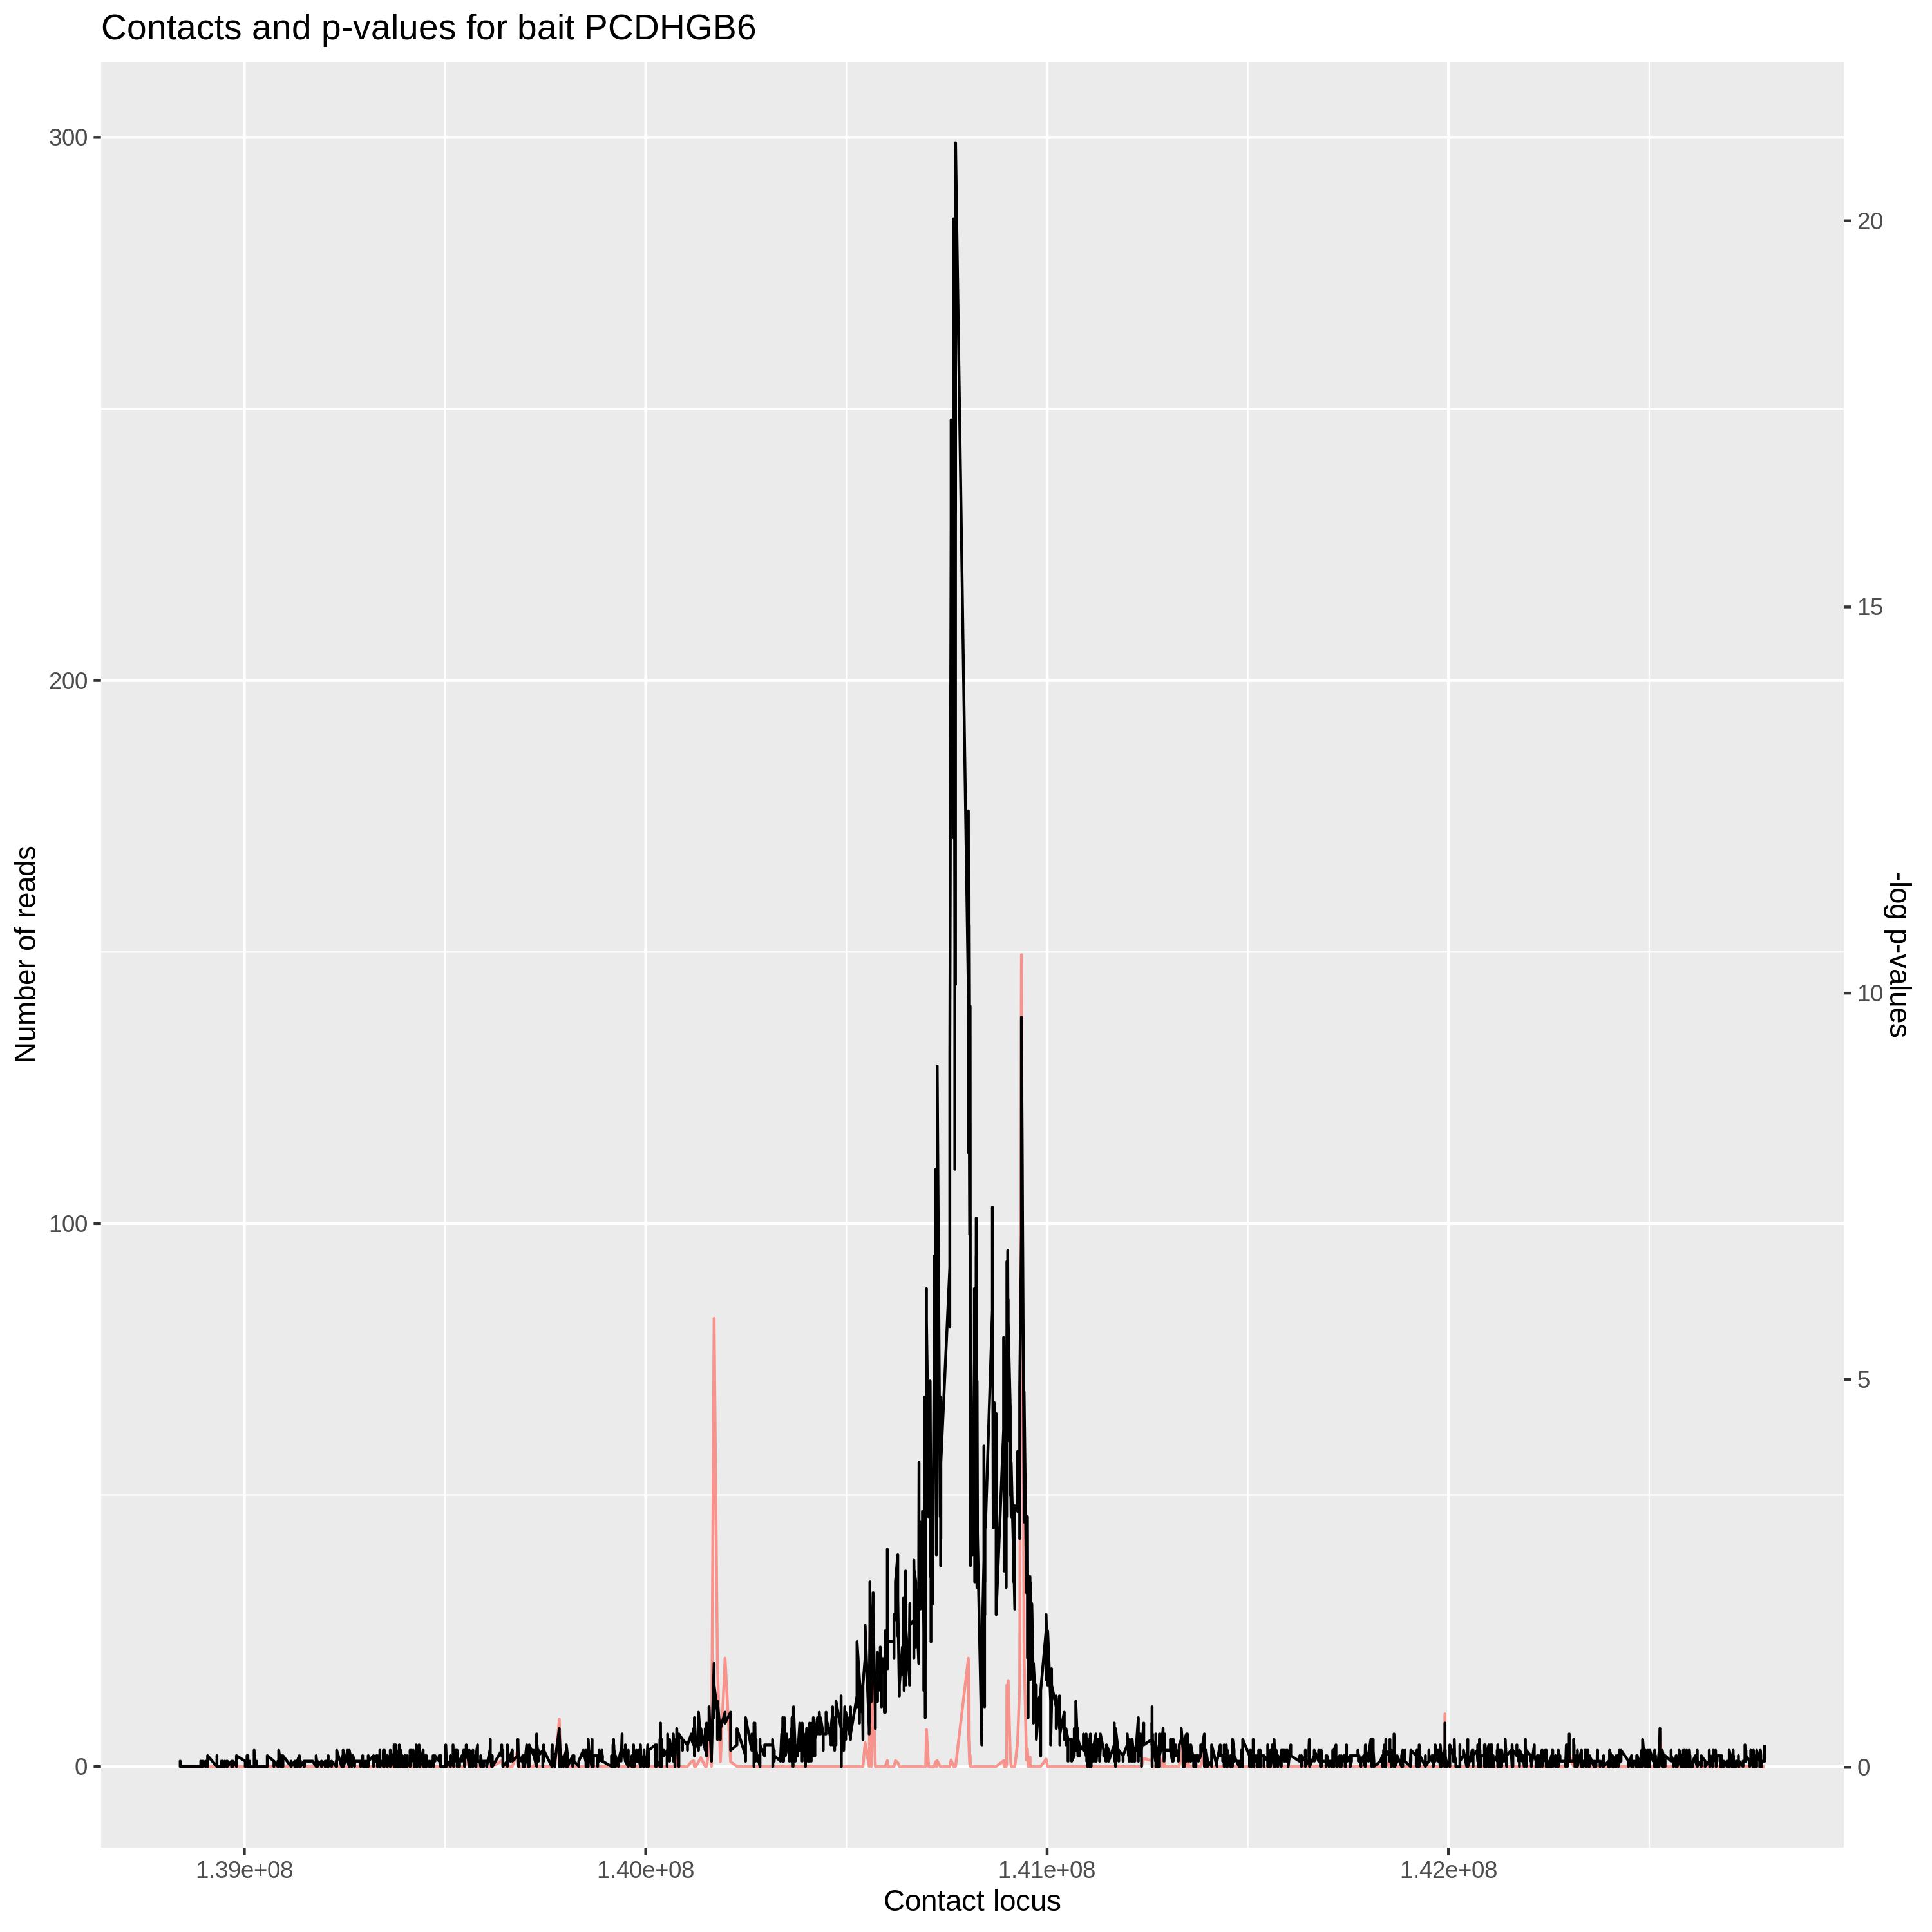 Contacts and p-values for bait PCDHGB6
300
200
100
0
Number of reads
20
15
10
5
0
-log p-values
1.39e+08
1.40e+08
1.41e+08
1.42e+08
Contact locus